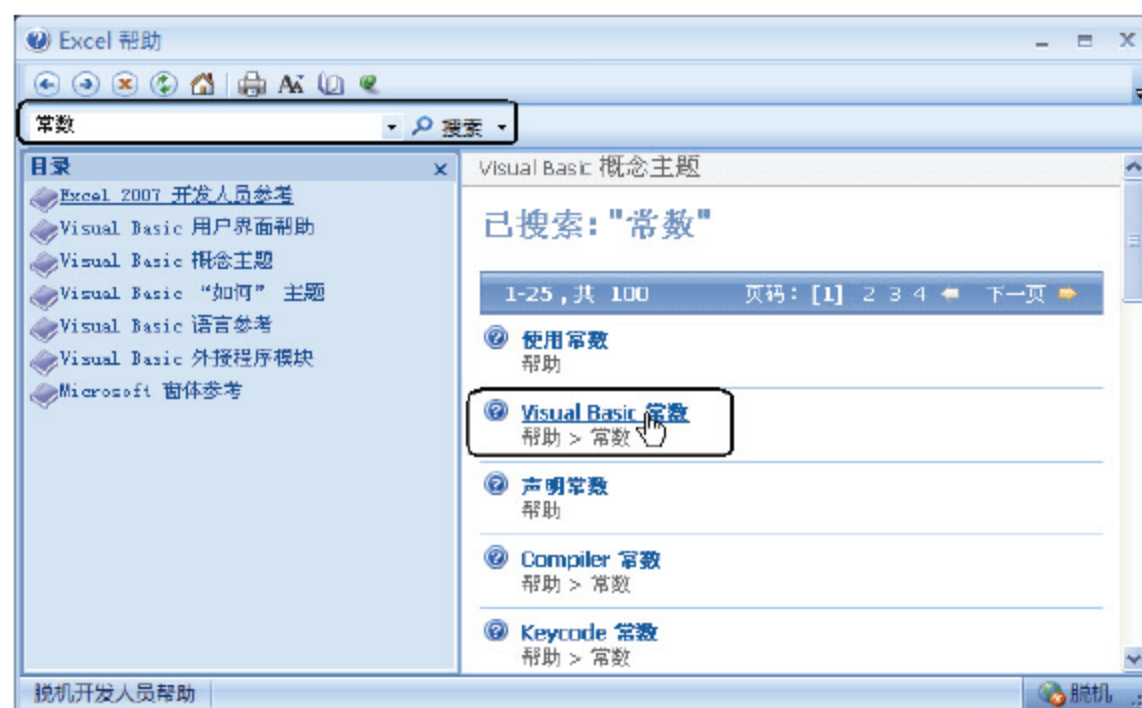 Excel 帮助
常数
搜索
目录
Excel 2007 开发人员参考
Visual Basic 用户界面帮助
Visual Basic 概念主题
Visual Basic “如何” 主题
Visual Basic 语言参考
Visual Basic 外接程序模块
Microsoft 窗体参考
Visual Basic 概念主题
已搜索："常数"
1-25，共 100 页码：[1] 2 3 4 下一页
使用常数
帮助
Visual Basic 常数
帮助 > 常数
声明常数
帮助
Compiler 常数
帮助 > 常数
Keycode 常数
帮助 > 常数
脱机开发人员帮助
脱机